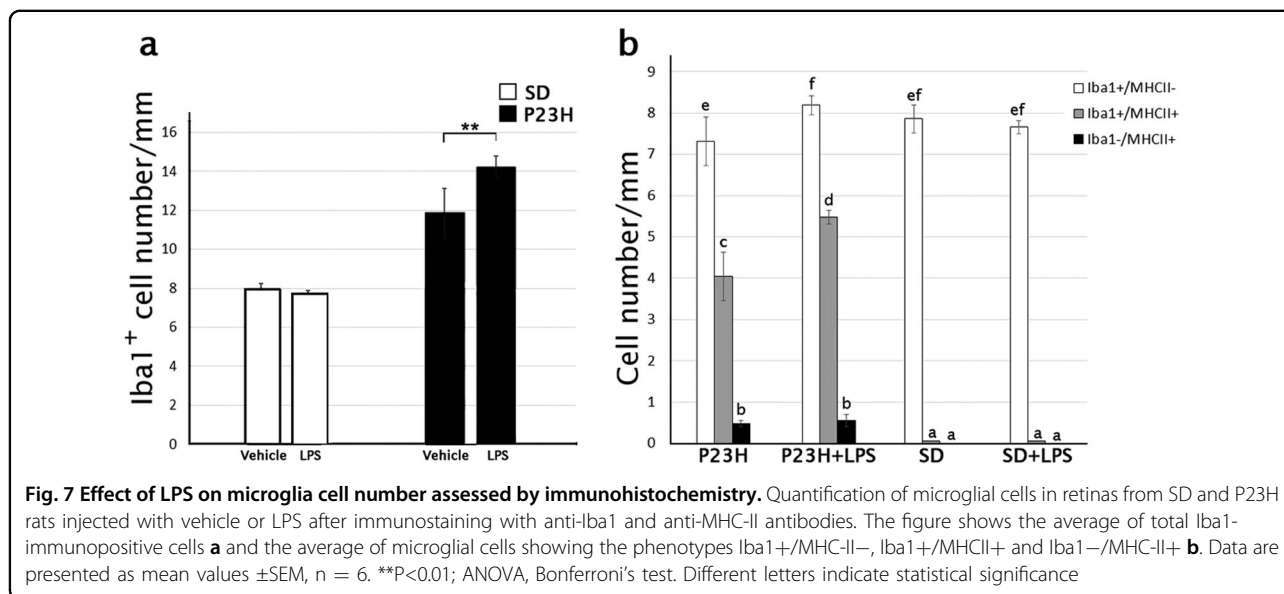 a
SD
P23H
Iba1+ cell number/mm
16
14
12
10
8
6
4
2
0
**
Vehicle LPS Vehicle LPS
b
Iba1+/MHCII-
Iba1+/MHCII+
Iba1-/MHCII+
Cell number/mm
9
8
7
6
5
4
3
2
1
0
e c b f d b ef a a ef a a
P23H P23H+LPS SD SD+LPS
Fig. 7 Effect of LPS on microglia cell number assessed by immunohistochemistry. Quantification of microglial cells in retinas from SD and P23H
rats injected with vehicle or LPS after immunostaining with anti-Iba1 and anti-MHC-II antibodies. The figure shows the average of total Iba1-
immunopositive cells a and the average of microglial cells showing the phenotypes Iba1+/MHC-II−, Iba1+/MHCII+ and Iba1−/MHC-II+ b. Data are
presented as mean values ±SEM, n = 6. **P<0.01; ANOVA, Bonferroni's test. Different letters indicate statistical significance